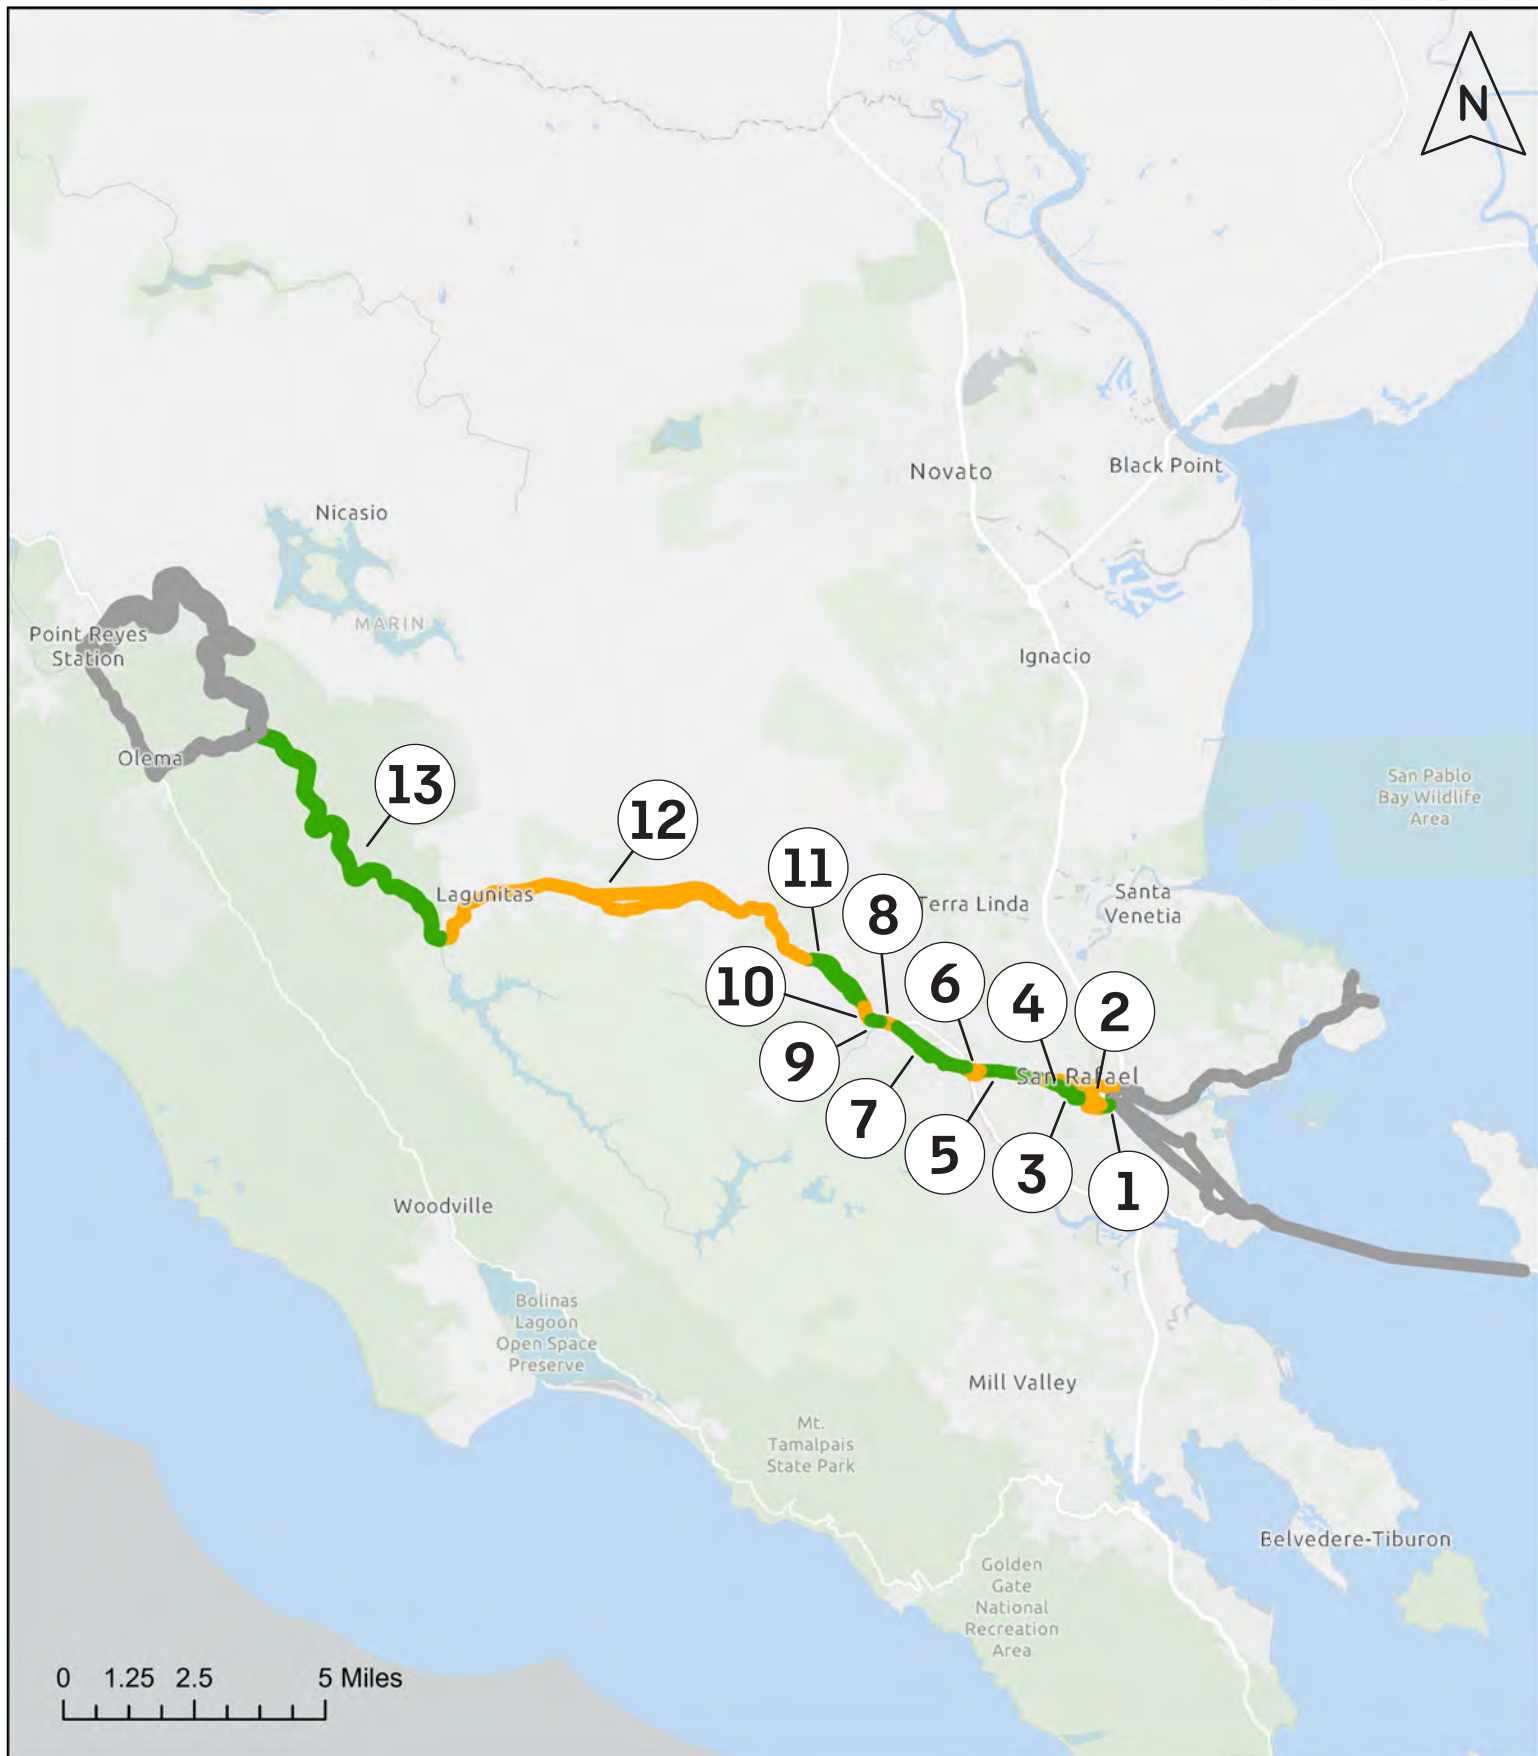 N
Novato
Black Point
Nicasio
MARIN
Point Reyes
Station
Ignacio
Olema
San Pablo
Bay Wildlife
Area
13
12
11
Lagunitas
8
Terra Linda
Santa
Venetia
10
6
4
2
9
San Rafael
7
5
3
1
Woodville
Bolinas
Lagoon
Open Space
Preserve
Mill Valley
Mt.
Tamalpais
State Park
Belvedere-Tiburon
Golden
Gate
National
Recreation
Area
0 1.25 2.5 5 Miles